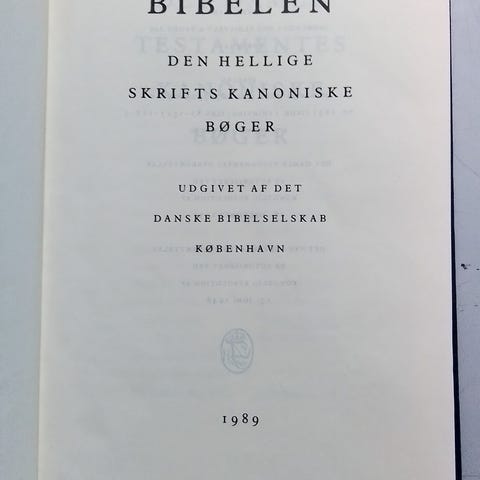 BIBELEN
DEN HELLIGE
SKRIFTS KANONISKE
BØGER
UDGIVET AF DET
DANSKE BIBELSELSKAB
KØBENHAVN
1989